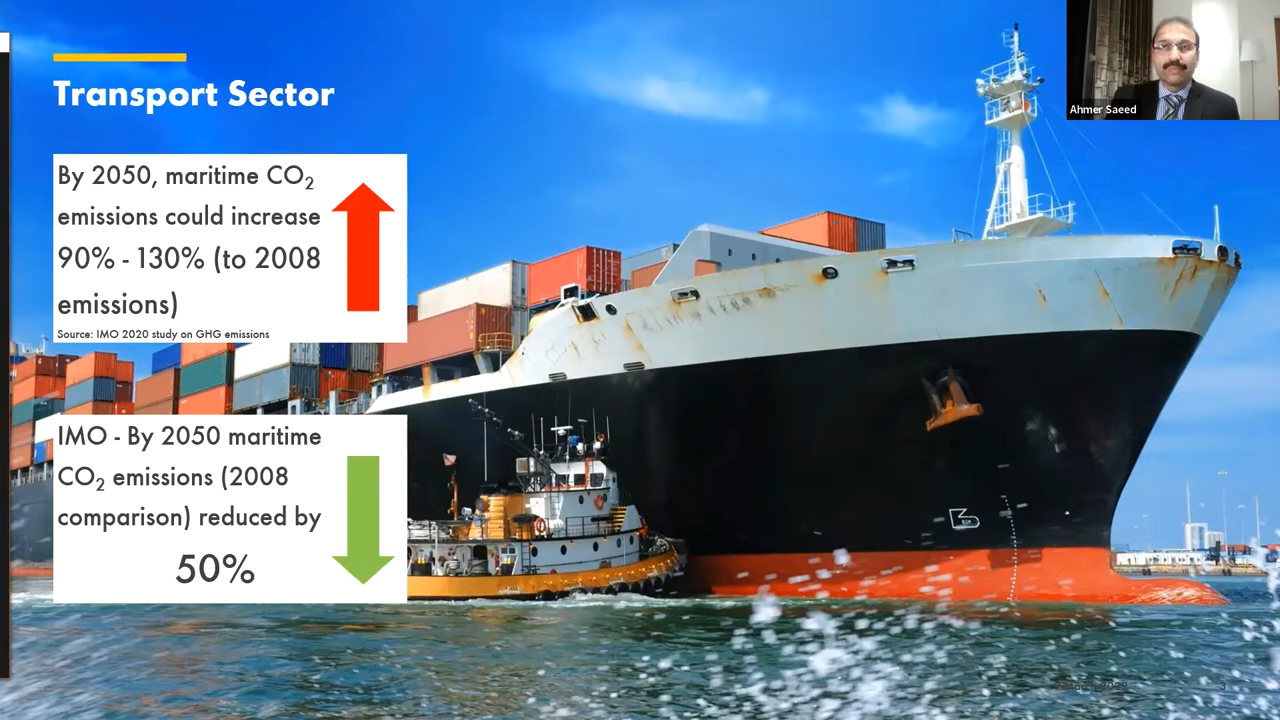 Transport Sector
By 2050, maritime CO₂
emissions could increase
90% - 130% (to 2008
emissions)
Source: IMO 2020 study on GHG emissions
IMO - By 2050 maritime
CO₂ emissions (2008
comparison) reduced by
50%
Ahmer Saeed